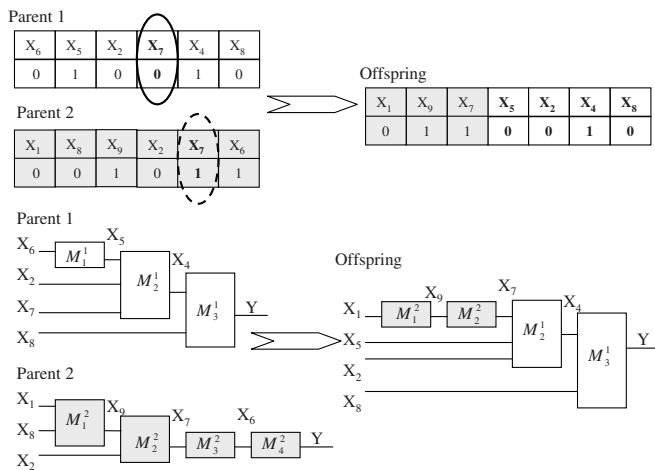 Parent 1
X₆ X₅ X₂ X₇ X₄ X₈
0 1 0 0 1 0
Parent 2
X₁ X₈ X₉ X₂ X₇ X₆
0 0 1 0 1 1
Offspring
X₁ X₉ X₇ X₅ X₂ X₄ X₈
0 1 1 0 0 1 0
Parent 1
X₆ X₅
M₁¹
X₂ X₄
M₂¹
X₇
M₃¹ Y
X₈
Parent 2
X₁
M₁² X₉
X₈ X₇ X₆
M₂² M₃² M₄² Y
X₂
Offspring
X₁ X₉ X₇
M₁² M₂²
X₅ X₄
M₂¹
X₂
M₃¹ Y
X₈